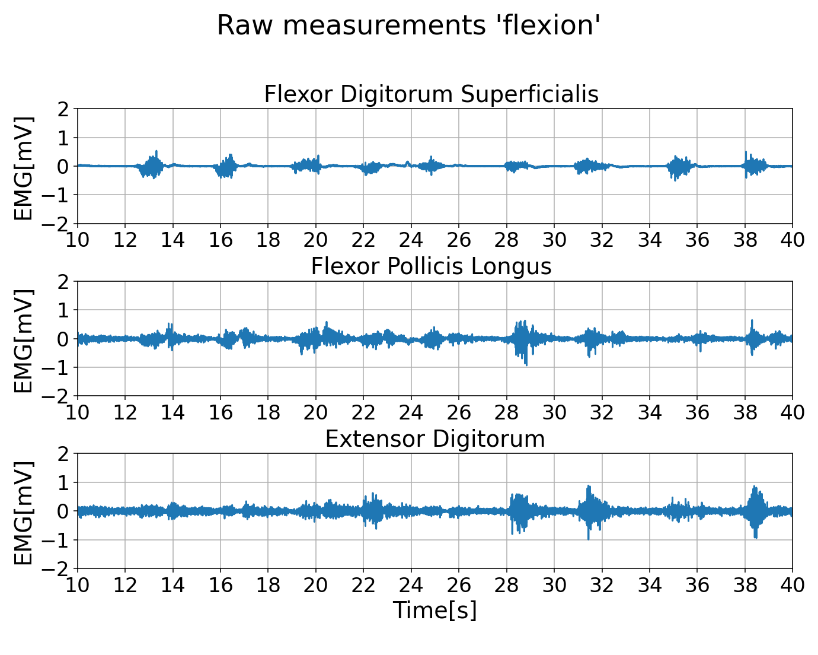 Raw measurements 'flexion'
Flexor Digitorum Superficialis
EMG[mV]
2
1
0
−1
−2
10 12 14 16 18 20 22 24 26 28 30 32 34 36 38 40
Flexor Pollicis Longus
EMG[mV]
2
1
0
−1
−2
10 12 14 16 18 20 22 24 26 28 30 32 34 36 38 40
Extensor Digitorum
EMG[mV]
2
1
0
−1
−2
10 12 14 16 18 20 22 24 26 28 30 32 34 36 38 40
Time[s]